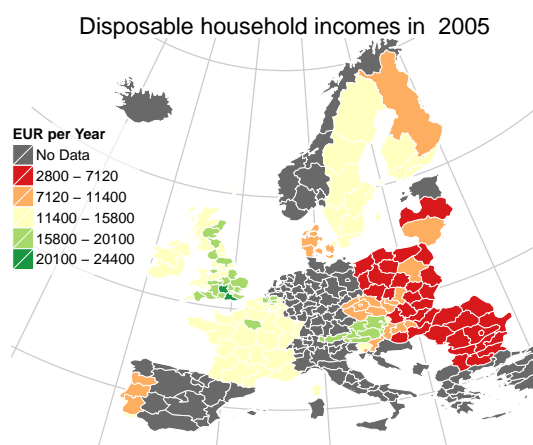 Disposable household incomes in  2005
EUR per Year
No Data
2800 – 7120
7120 – 11400
11400 – 15800
15800 – 20100
20100 – 24400